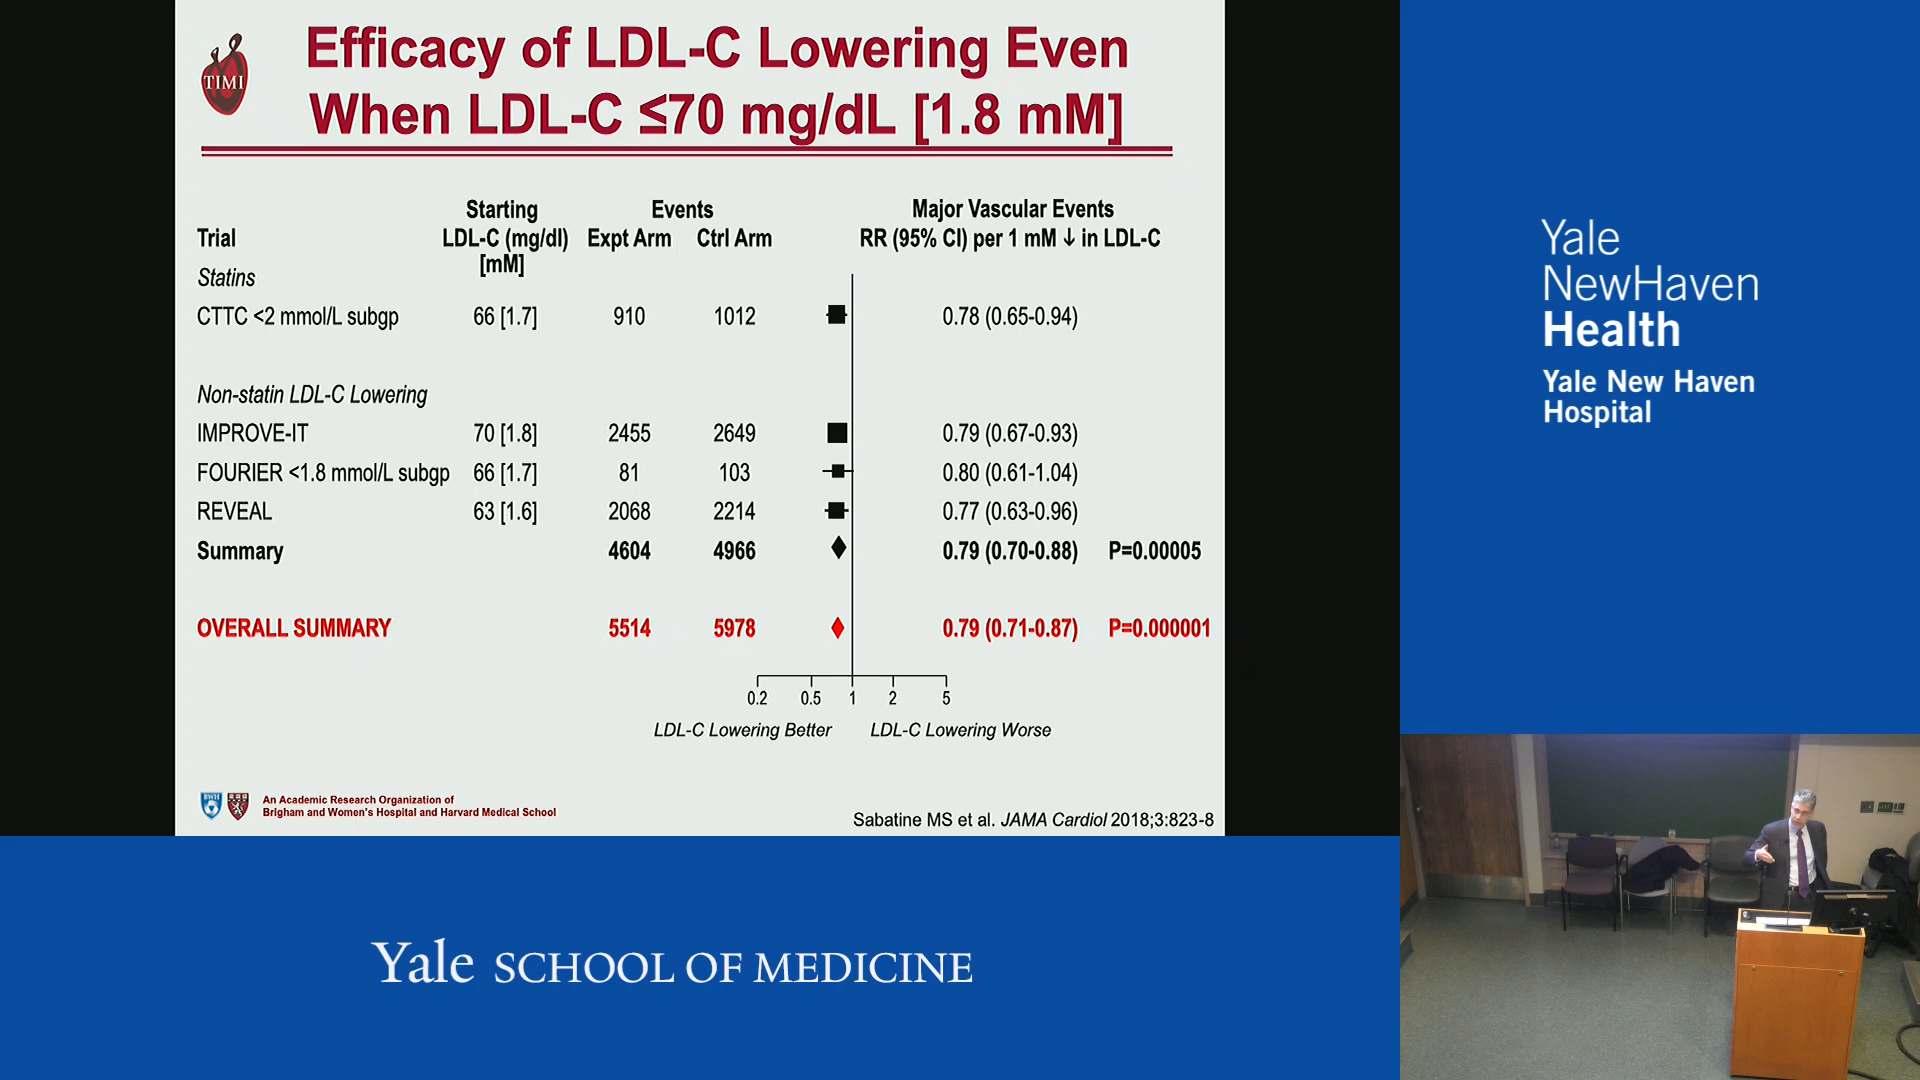 TIMI
Efficacy of LDL-C Lowering Even
When LDL-C ≤70 mg/dL [1.8 mM]
Trial
Starting
LDL-C (mg/dl)
[mM]
Events
Expt Arm Ctrl Arm
Major Vascular Events
RR (95% CI) per 1 mM ↓ in LDL-C
Statins
CTTC <2 mmol/L subgp 66 [1.7] 910 1012 0.78 (0.65-0.94)
Non-statin LDL-C Lowering
IMPROVE-IT 70 [1.8] 2455 2649 0.79 (0.67-0.93)
FOURIER <1.8 mmol/L subgp 66 [1.7] 81 103 0.80 (0.61-1.04)
REVEAL 63 [1.6] 2068 2214 0.77 (0.63-0.96)
Summary 4604 4966 0.79 (0.70-0.88) P=0.00005
OVERALL SUMMARY 5514 5978 0.79 (0.71-0.87) P=0.000001
0.2 0.5 1 2 5
LDL-C Lowering Better LDL-C Lowering Worse
BWH
An Academic Research Organization of
Brigham and Women's Hospital and Harvard Medical School
Sabatine MS et al. JAMA Cardiol 2018;3:823-8
Yale
NewHaven
Health
Yale New Haven
Hospital
Yale SCHOOL OF MEDICINE